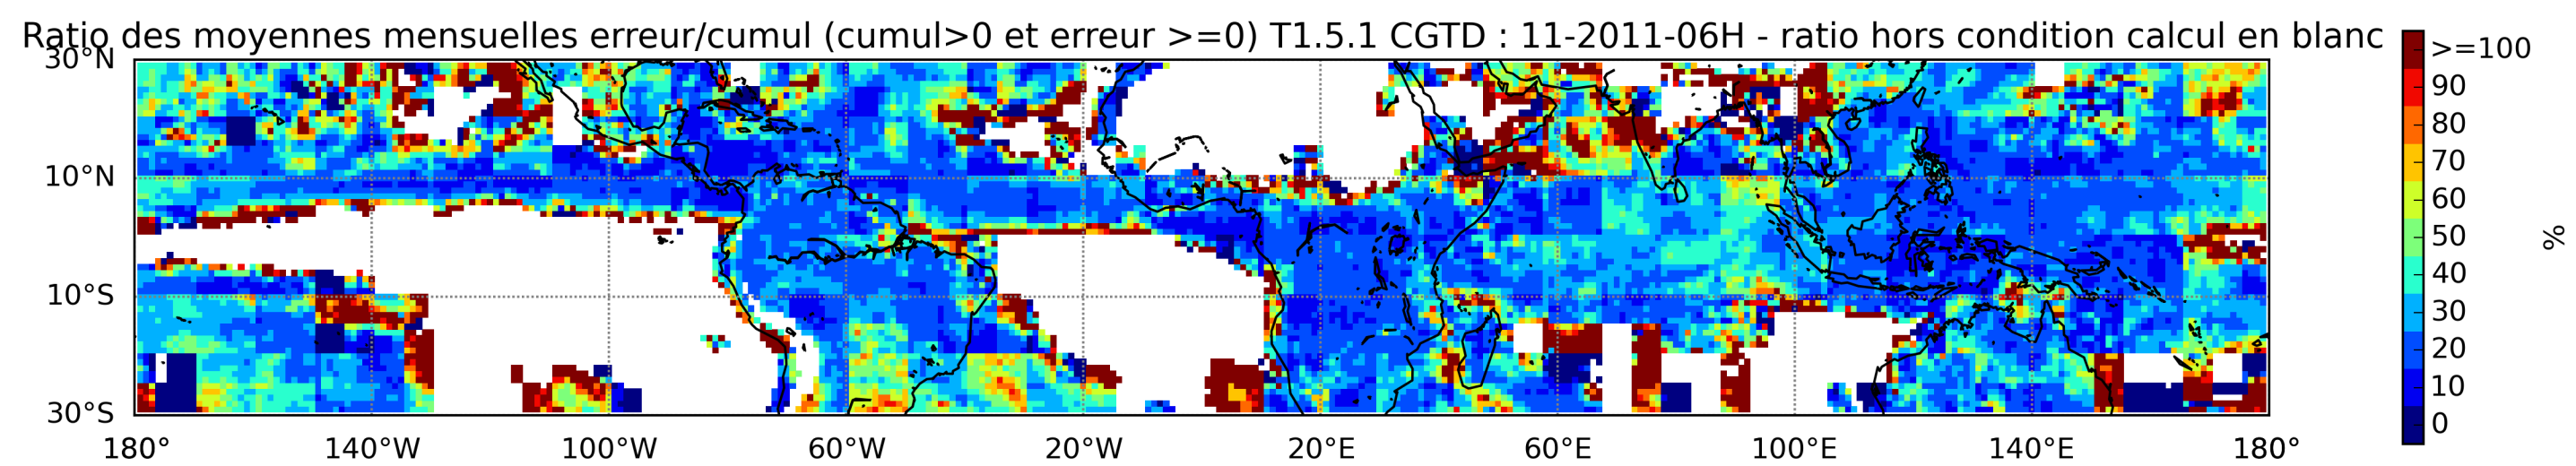 Ratio des moyennes mensuelles erreur/cumul (cumul>0 et erreur >=0) T1.5.1 CGTD : 11-2011-06H - ratio hors condition calcul en blanc
30°N
10°N
10°S
30°S
180° 140°W 100°W 60°W 20°W 20°E 60°E 100°E 140°E 180°
>=100
90
80
70
60
50
40
30
20
10
0
%